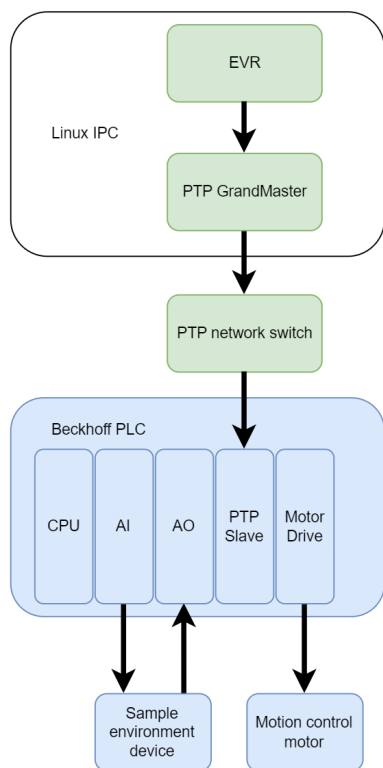 EVR
Linux IPC
PTP GrandMaster
PTP network switch
Beckhoff PLC
CPU
AI
AO
PTP
Slave
Motor
Drive
Sample
environment
device
Motion control
motor